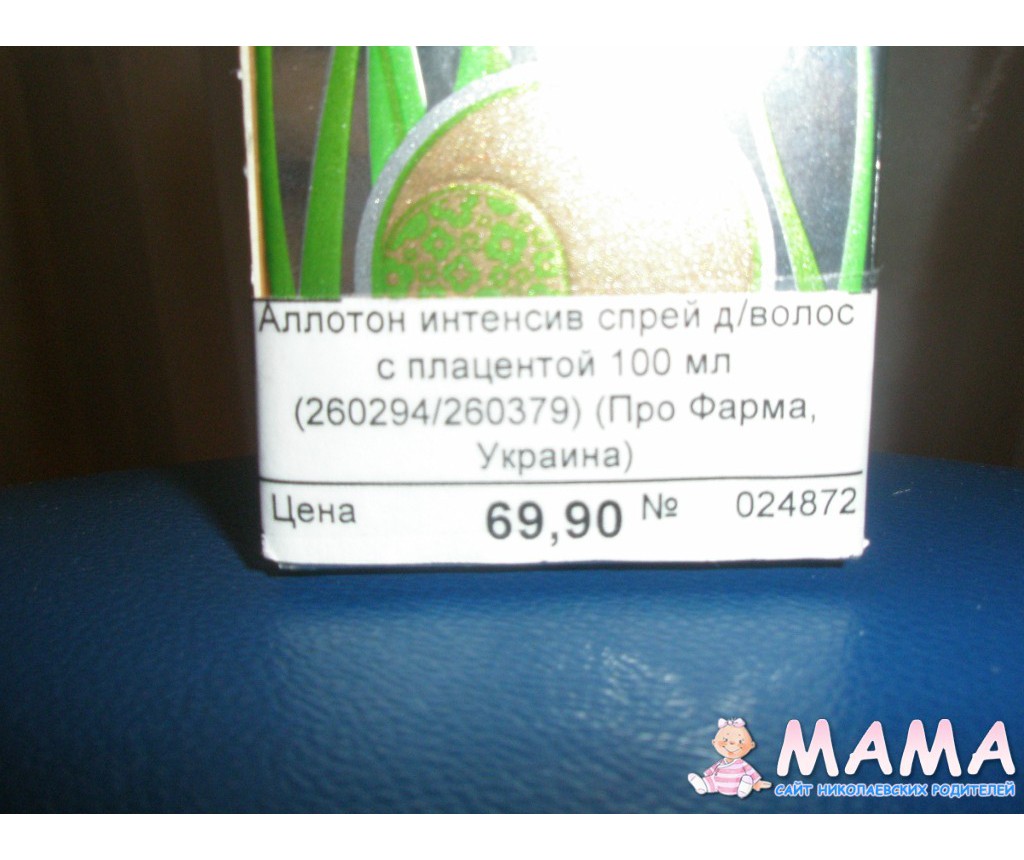 Аллотон интенсив спрей д/волос
с плацентой 100 мл
(260294/260379) (Про Фарма,
Украина)
Цена 69,90 № 024872
МАМА
САЙТ НИКОЛАЕВСКИХ РОДИТЕЛЕЙ